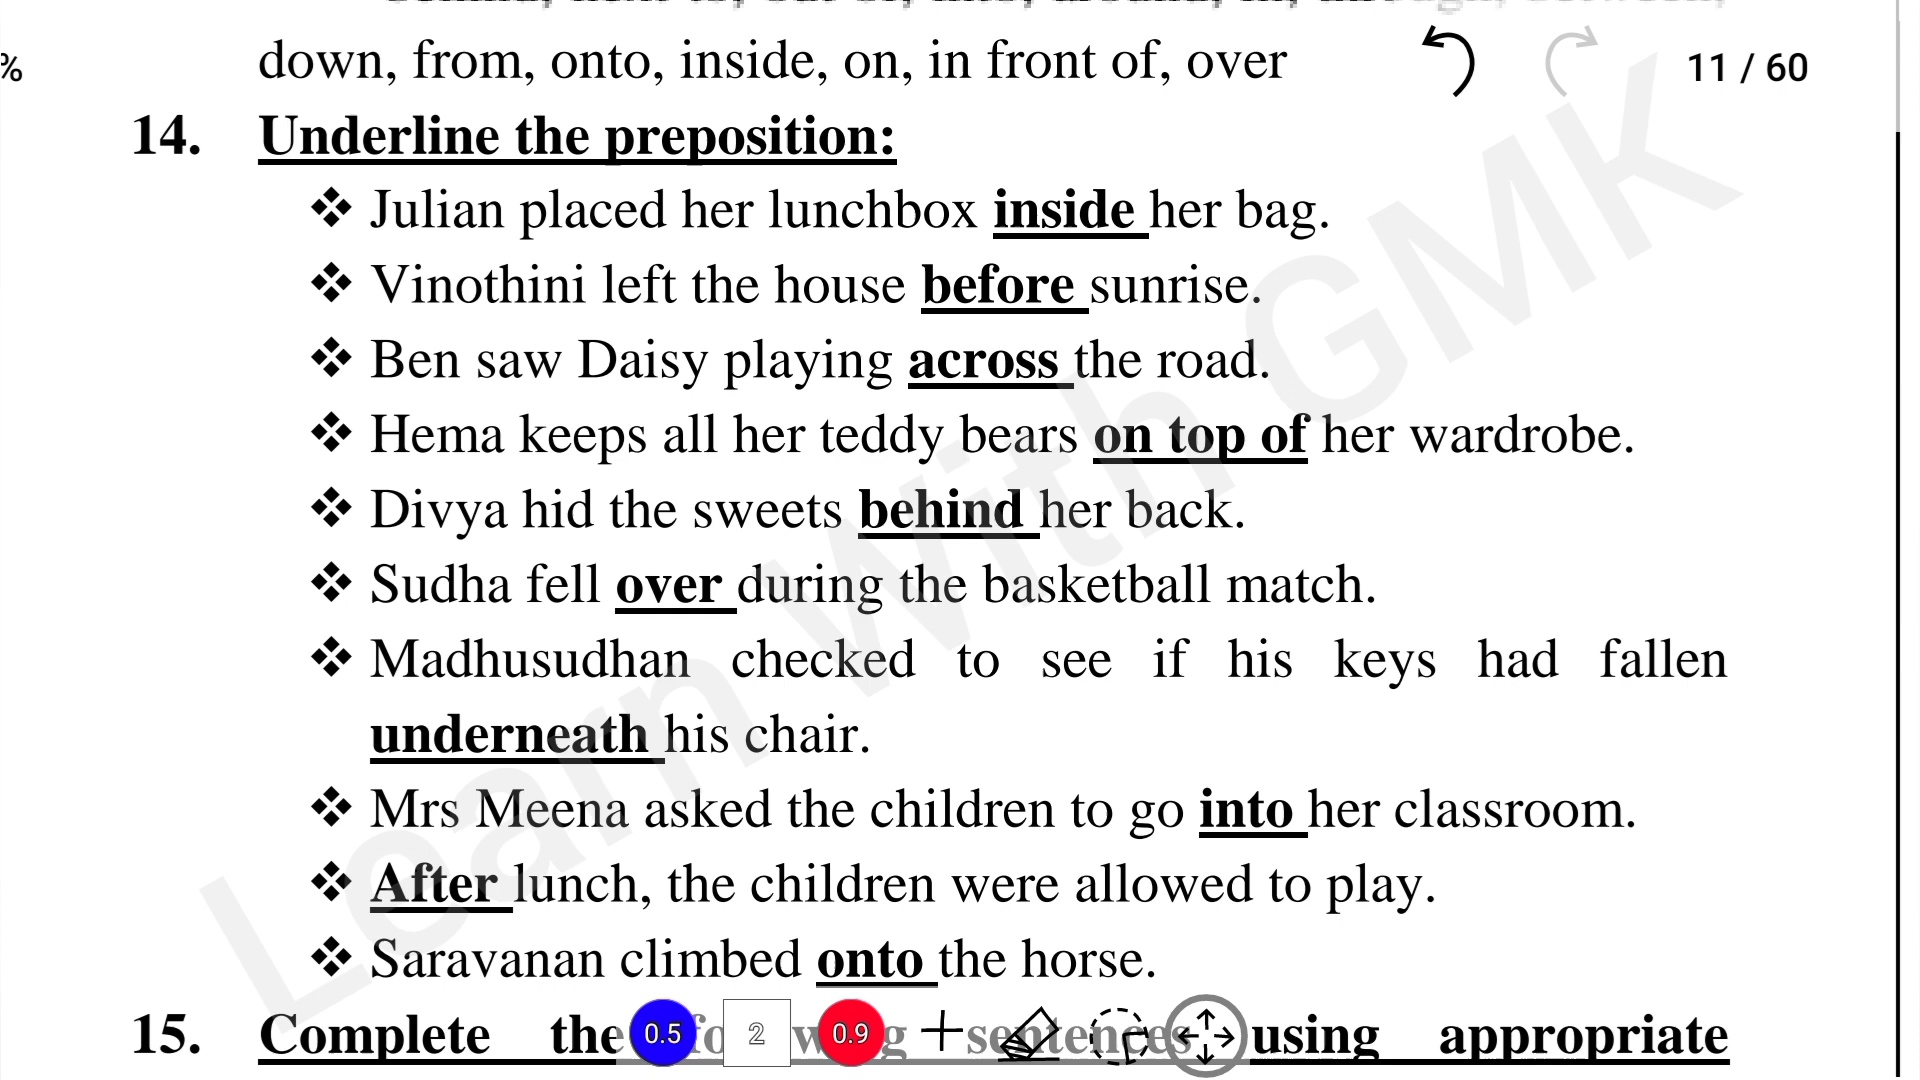 down, from, onto, inside, on, in front of, over
%
11 / 60
14. Underline the preposition:
❖ Julian placed her lunchbox inside her bag.
❖ Vinothini left the house before sunrise.
❖ Ben saw Daisy playing across the road.
❖ Hema keeps all her teddy bears on top of her wardrobe.
❖ Divya hid the sweets behind her back.
❖ Sudha fell over during the basketball match.
❖ Madhusudhan checked to see if his keys had fallen
underneath his chair.
❖ Mrs Meena asked the children to go into her classroom.
❖ After lunch, the children were allowed to play.
❖ Saravanan climbed onto the horse.
15. Complete the sentences using appropriate
0.5 2 0.9
Learn With GMK